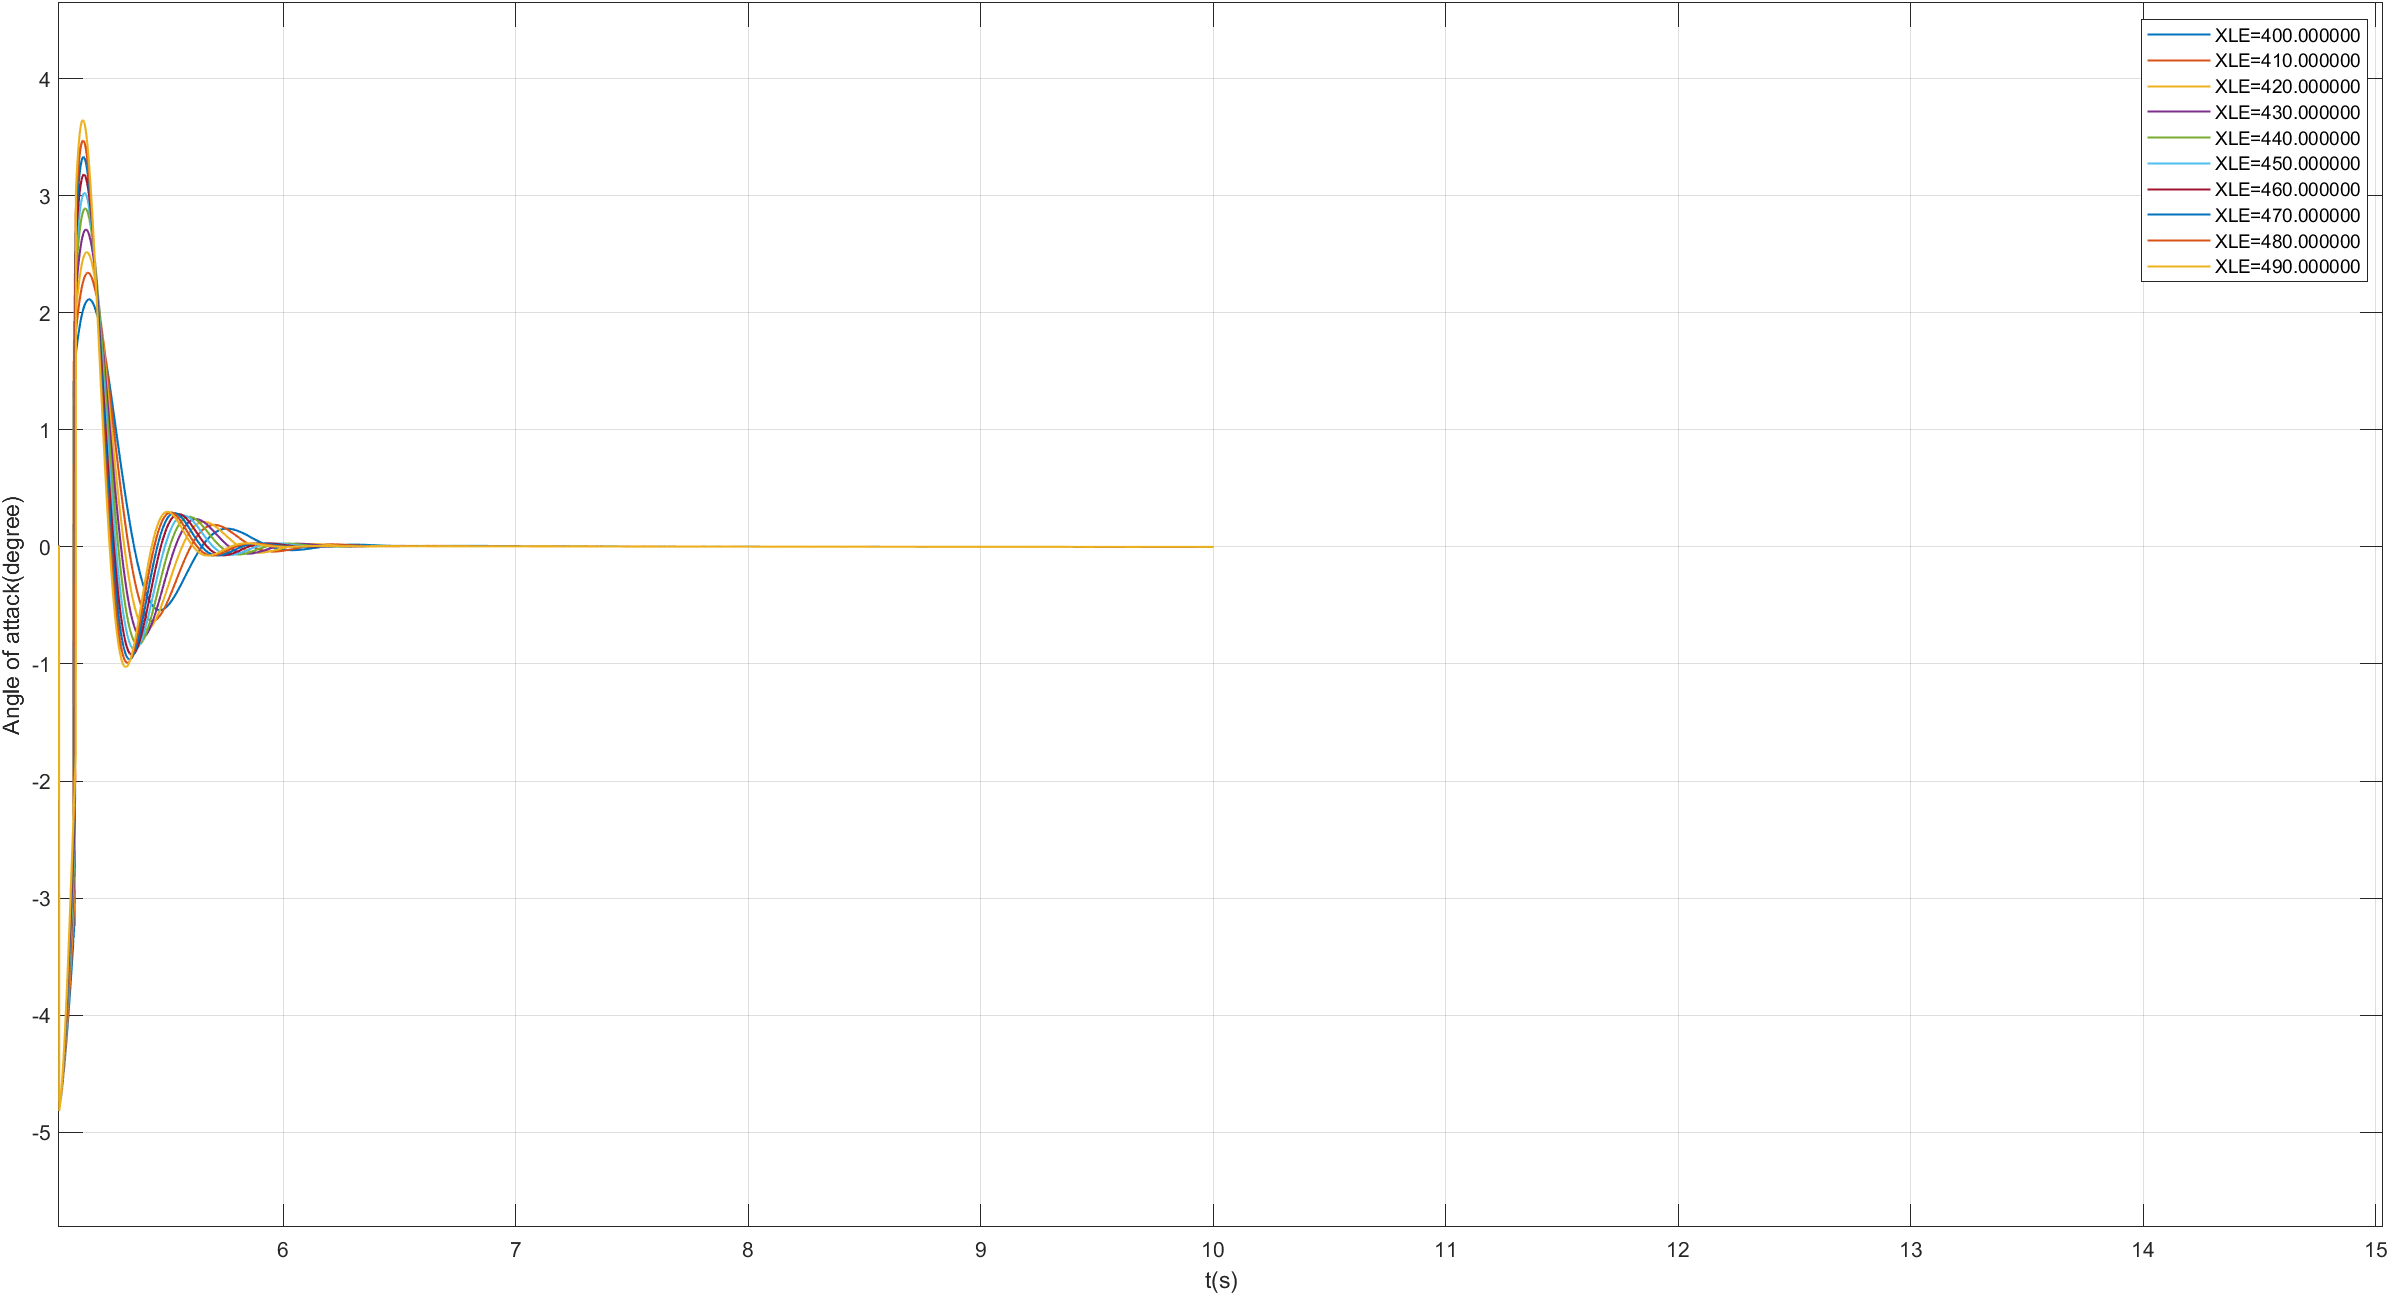 XLE=400.000000
XLE=410.000000
XLE=420.000000
XLE=430.000000
XLE=440.000000
XLE=450.000000
XLE=460.000000
XLE=470.000000
XLE=480.000000
XLE=490.000000
Angle of attack(degree)
4
3
2
1
0
-1
-2
-3
-4
-5
6 7 8 9 10 11 12 13 14 15
t(s)